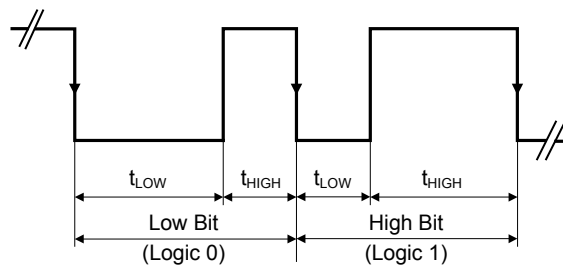 tLOW tHIGH tLOW tHIGH
Low Bit High Bit
(Logic 0) (Logic 1)